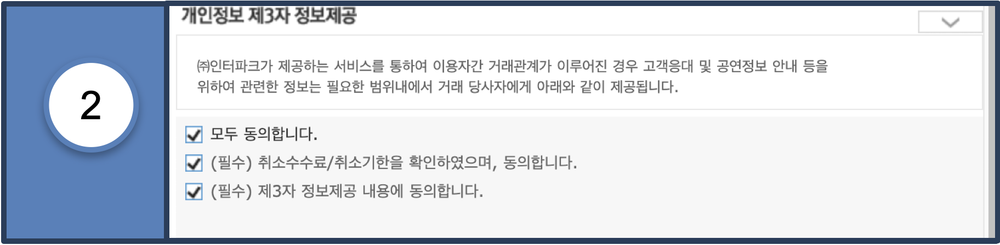 2
개인정보 제3자 정보제공
㈜인터파크가 제공하는 서비스를 통하여 이용자간 거래관계가 이루어진 경우 고객응대 및 공연정보 안내 등을
위하여 관련한 정보는 필요한 범위내에서 거래 당사자에게 아래와 같이 제공됩니다.
모두 동의합니다.
(필수) 취소수수료/취소기한을 확인하였으며, 동의합니다.
(필수) 제3자 정보제공 내용에 동의합니다.